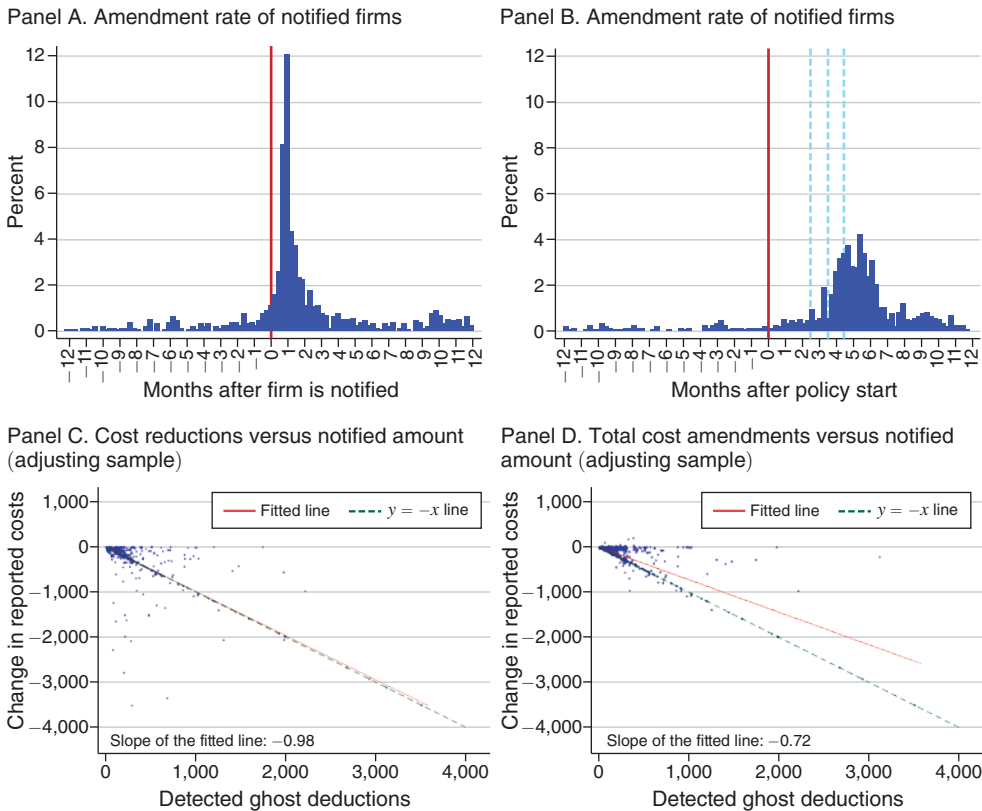 Panel A. Amendment rate of notified firms
12
10
8
6
4
2
0
Percent
−12 −11 −10 −9 −8 −7 −6 −5 −4 −3 −2 −1 0 1 2 3 4 5 6 7 8 9 10 11 12
Months after firm is notified
Panel B. Amendment rate of notified firms
12
10
8
6
4
2
0
Percent
−12 −11 −10 −9 −8 −7 −6 −5 −4 −3 −2 −1 0 1 2 3 4 5 6 7 8 9 10 11 12
Months after policy start
Panel C. Cost reductions versus notified amount
(adjusting sample)
1,000
0
−1,000
−2,000
−3,000
−4,000
Change in reported costs
Fitted line y = −x line
Slope of the fitted line: −0.98
0 1,000 2,000 3,000 4,000
Detected ghost deductions
Panel D. Total cost amendments versus notified
amount (adjusting sample)
1,000
0
−1,000
−2,000
−3,000
−4,000
Change in reported costs
Fitted line y = −x line
Slope of the fitted line: −0.72
0 1,000 2,000 3,000 4,000
Detected ghost deductions